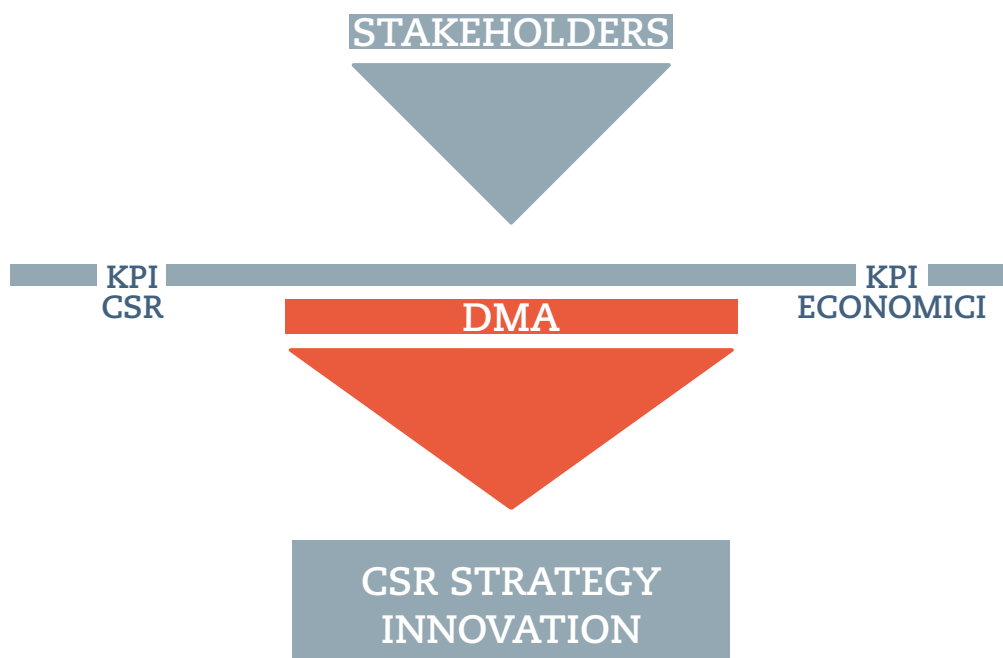 STAKEHOLDERS
KPI
CSR
KPI
ECONOMICI
DMA
CSR STRATEGY
INNOVATION